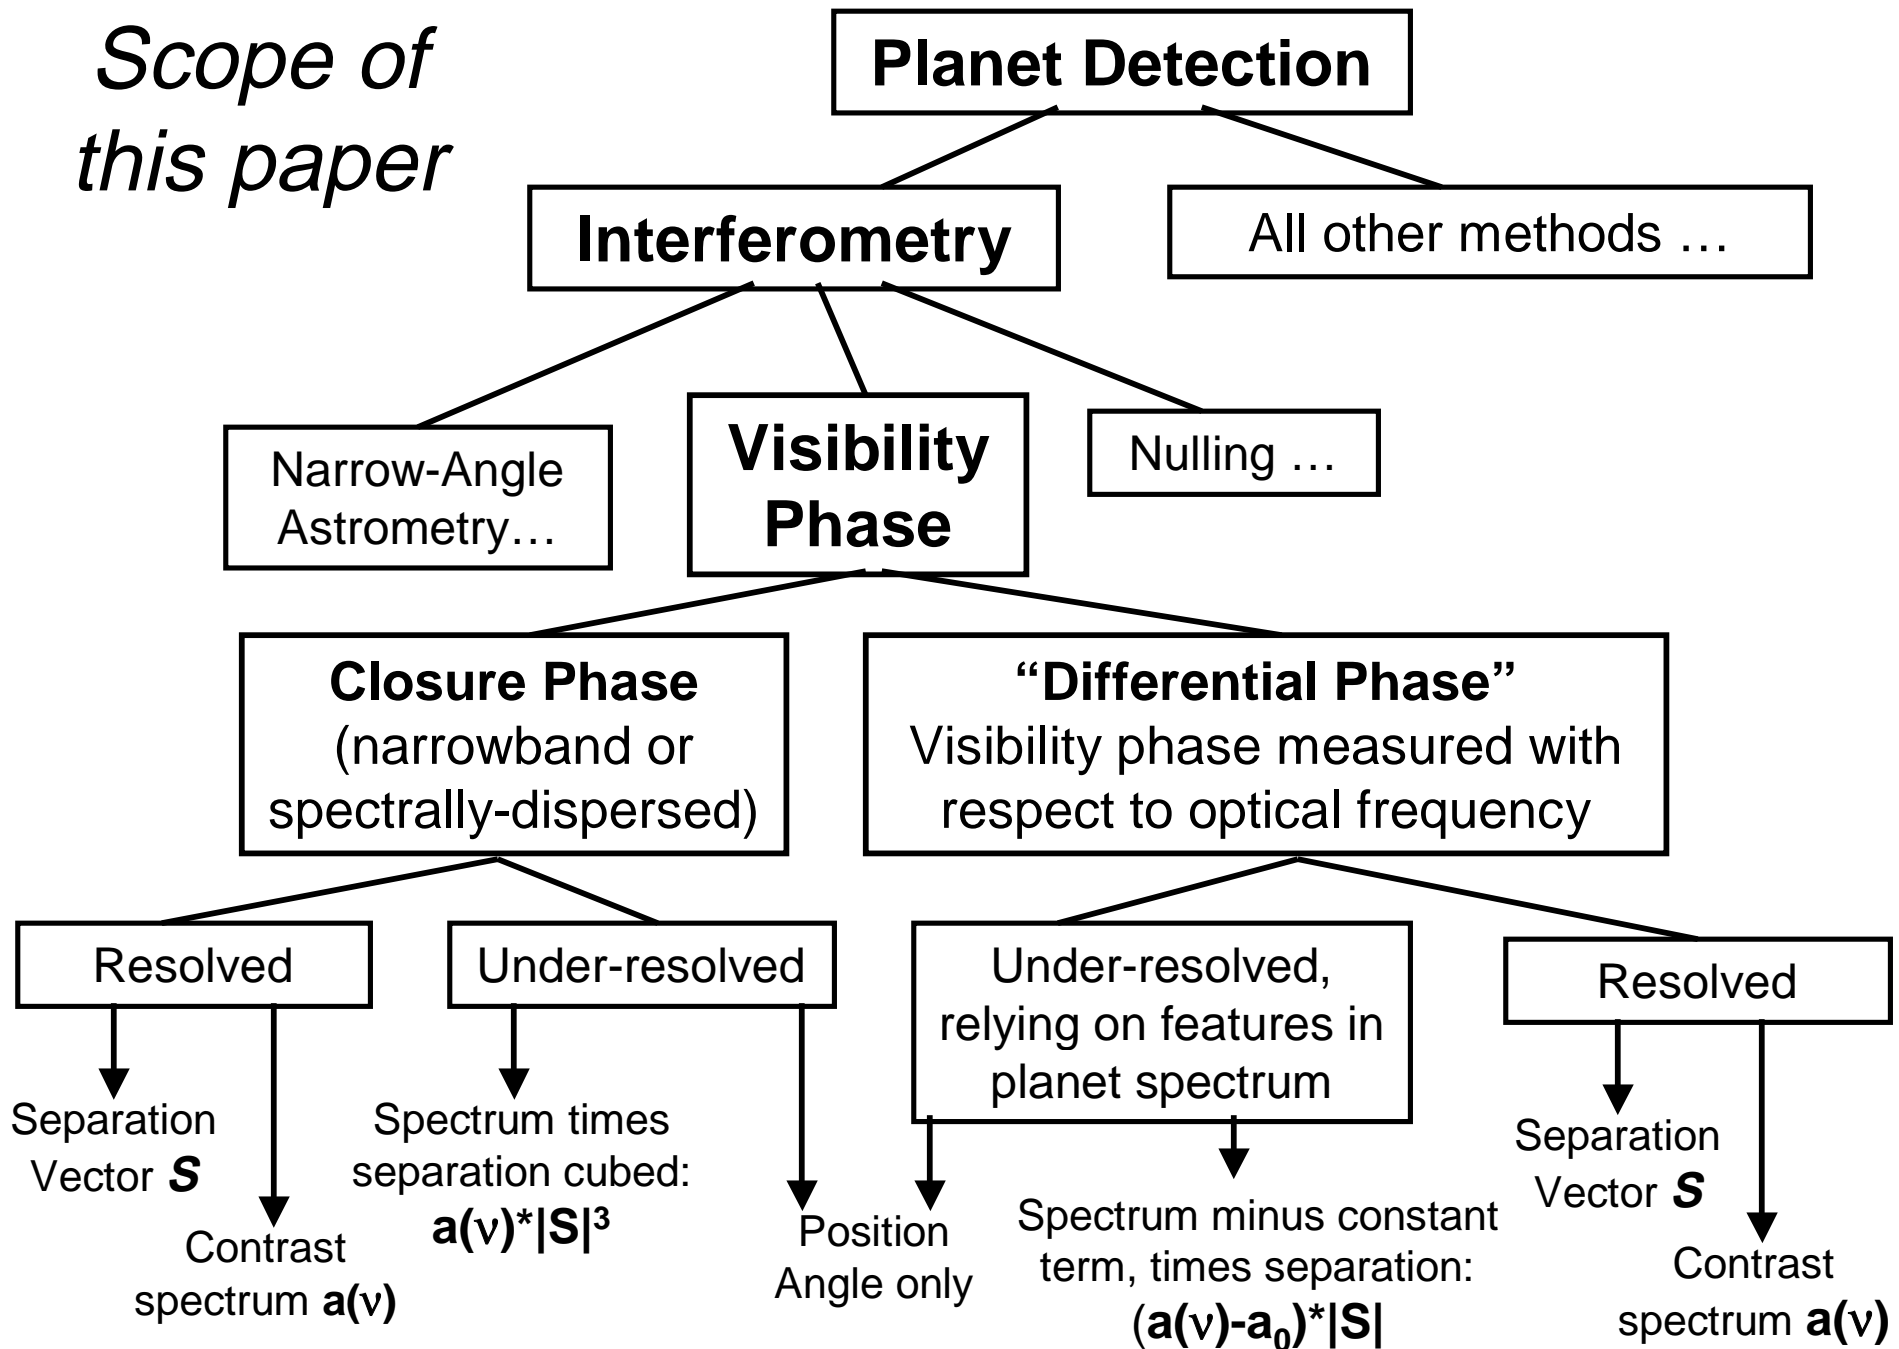 Scope of
this paper
Planet Detection
Interferometry
All other methods …
Narrow-Angle
Astrometry…
Visibility
Phase
Nulling …
Closure Phase
(narrowband or
spectrally-dispersed)
“Differential Phase”
Visibility phase measured with
respect to optical frequency
Resolved
Under-resolved
Under-resolved,
relying on features in
planet spectrum
Resolved
Separation
Vector S
Contrast
spectrum a(ν)
Spectrum times
separation cubed:
a(ν)*|S|³
Position
Angle only
Spectrum minus constant
term, times separation:
(a(ν)-a₀)*|S|
Separation
Vector S
Contrast
spectrum a(ν)